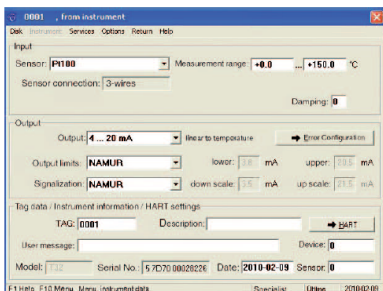 0001 , from instrument
Disk Instrument Services Options Return Help
Input
Sensor: Pt100 Measurement range: +0.0 ... +150.0 °C
Sensor connection: 3-wires
Damping: 0
Output
Output: 4 ... 20 mA linear to temperature Error Configuration
Output limits: NAMUR lower: 3.8 mA upper: 20.5 mA
Signalization: NAMUR down scale: 3.5 mA up scale: 21.5 mA
Tag data / Instrument information / HART settings
TAG: 0001 Description: HART
User message: Device: 0
Model: T32 Serial No.: Date: 2010-02-09 Sensor: 0
F1 Help F10 Menu Menu Instrument data Specialist Online 2010-02-09